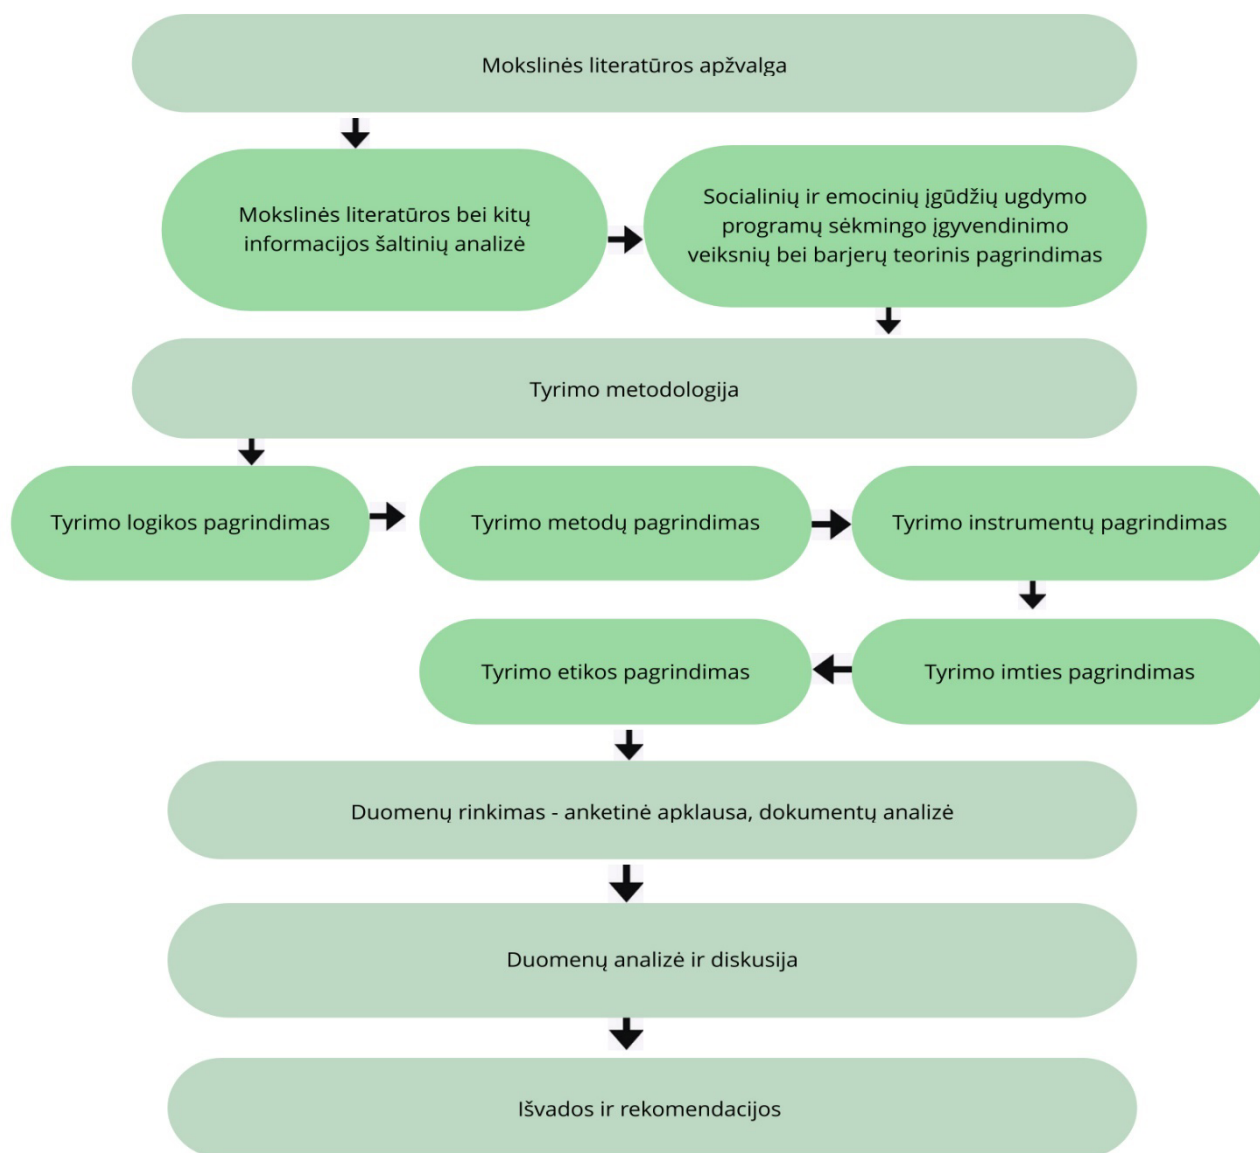 Mokslinės literatūros apžvalga
Mokslinės literatūros bei kitų
informacijos šaltinių analizė
Socialinių ir emocinių įgūdžių ugdymo
programų sėkmingo įgyvendinimo
veiksnių bei barjerų teorinis pagrindimas
Tyrimo metodologija
Tyrimo logikos pagrindimas
Tyrimo metodų pagrindimas
Tyrimo instrumentų pagrindimas
Tyrimo etikos pagrindimas
Tyrimo imties pagrindimas
Duomenų rinkimas - anketinė apklausa, dokumentų analizė
Duomenų analizė ir diskusija
Išvados ir rekomendacijos